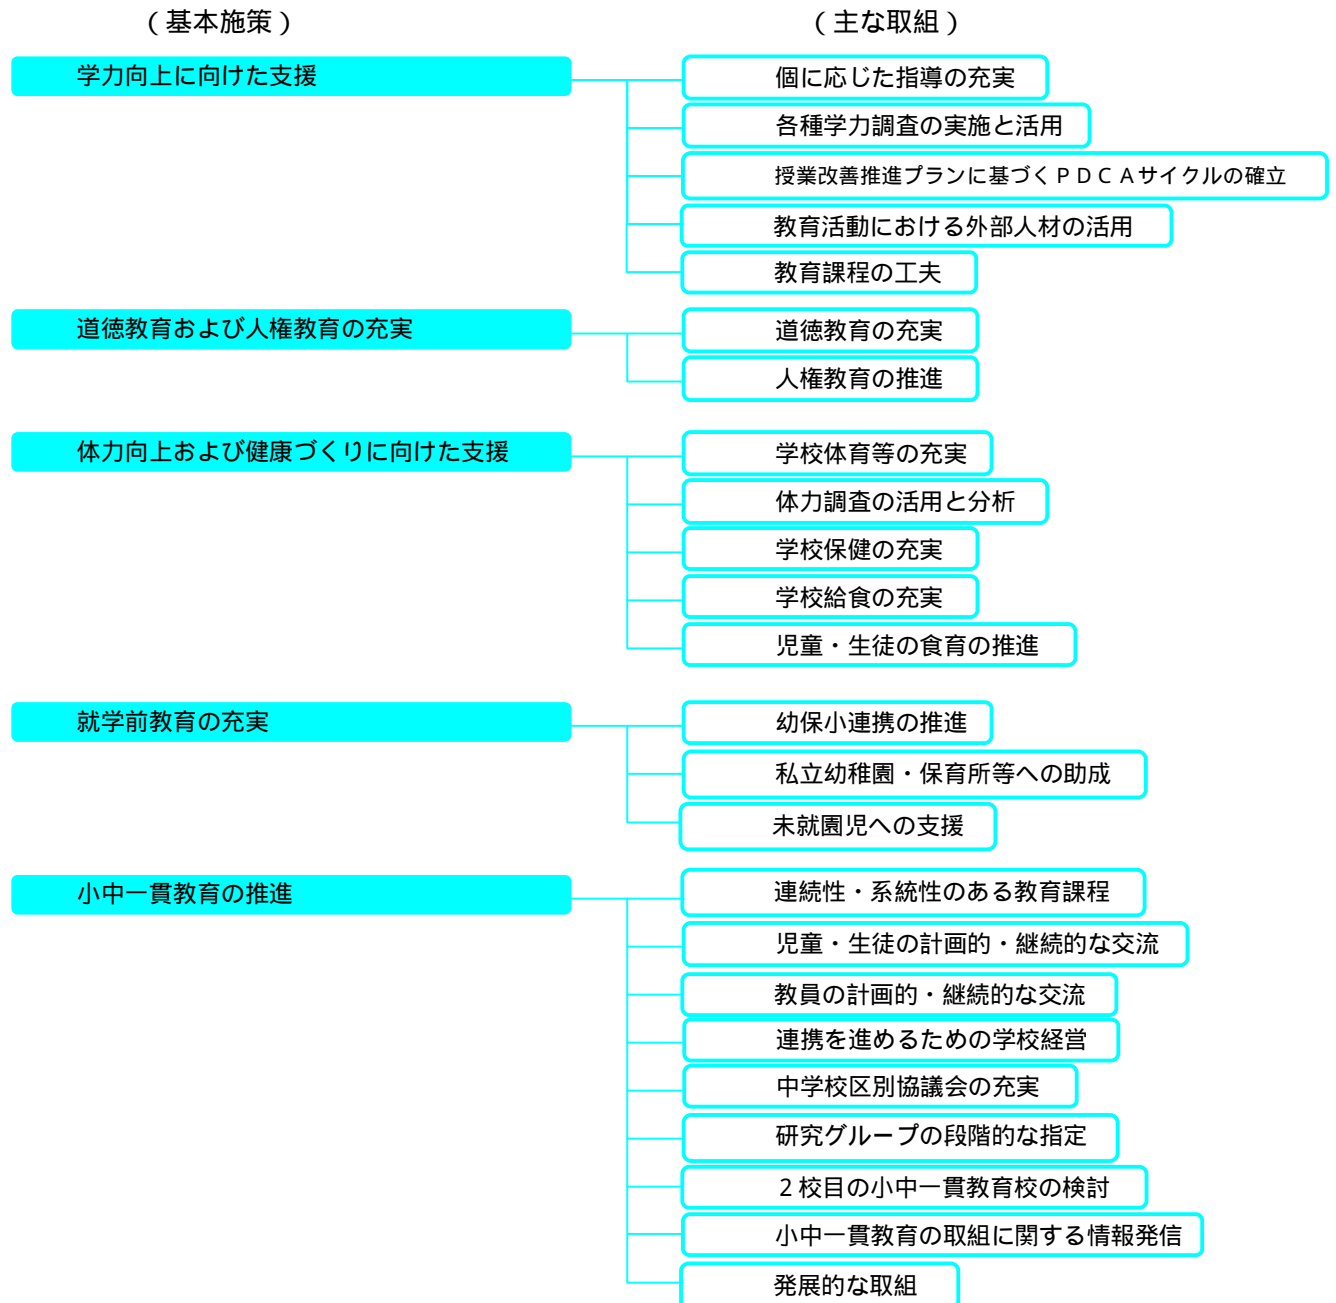 （基本施策）
（主な取組）
学力向上に向けた支援
個に応じた指導の充実
各種学力調査の実施と活用
授業改善推進プランに基づくＰＤＣＡサイクルの確立
教育活動における外部人材の活用
教育課程の工夫
道徳教育および人権教育の充実
道徳教育の充実
人権教育の推進
体力向上および健康づくりに向けた支援
学校体育等の充実
体力調査の活用と分析
学校保健の充実
学校給食の充実
児童・生徒の食育の推進
就学前教育の充実
幼保小連携の推進
私立幼稚園・保育所等への助成
未就園児への支援
小中一貫教育の推進
連続性・系統性のある教育課程
児童・生徒の計画的・継続的な交流
教員の計画的・継続的な交流
連携を進めるための学校経営
中学校区別協議会の充実
研究グループの段階的な指定
２校目の小中一貫教育校の検討
小中一貫教育の取組に関する情報発信
発展的な取組